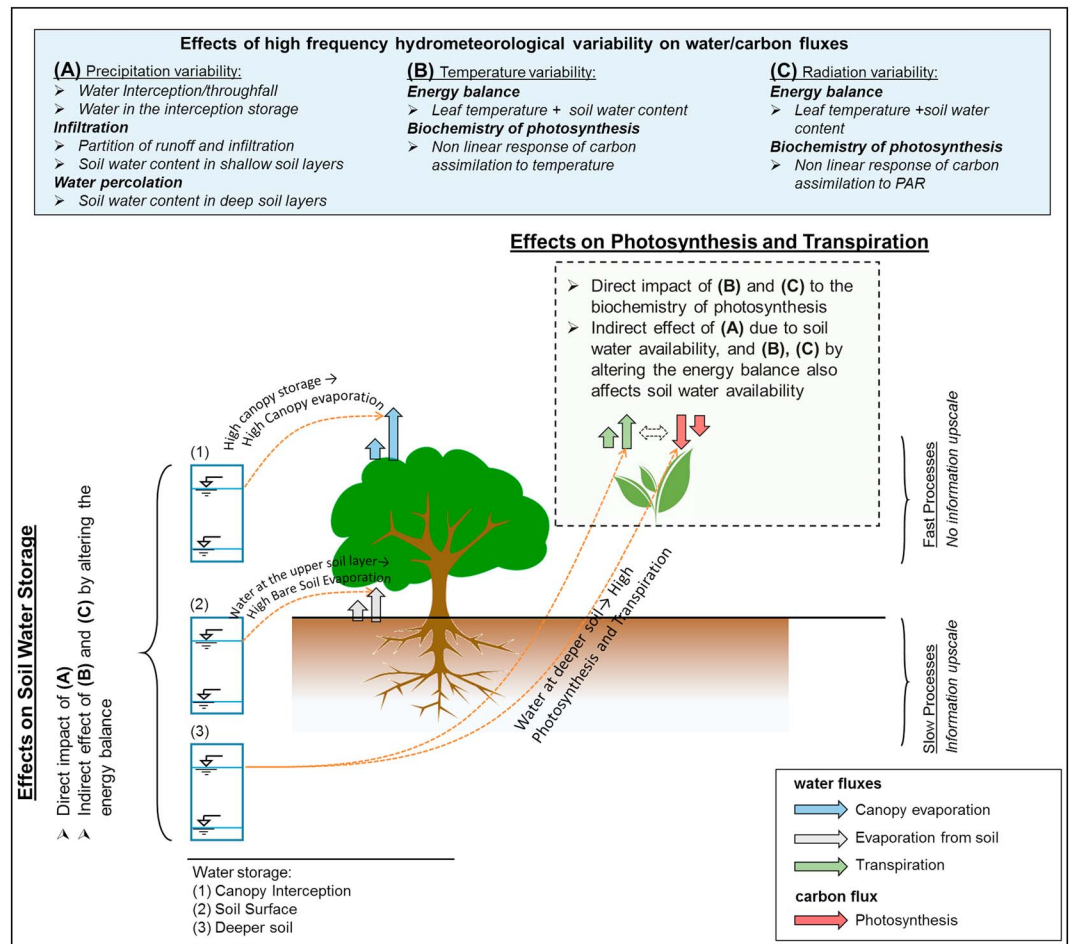 Effects of high frequency hydrometeorological variability on water/carbon fluxes
(A) Precipitation variability:
➢ Water Interception/throughfall
➢ Water in the interception storage
Infiltration
➢ Partition of runoff and infiltration
➢ Soil water content in shallow soil layers
Water percolation
➢ Soil water content in deep soil layers
(B) Temperature variability:
Energy balance
➢ Leaf temperature + soil water content
Biochemistry of photosynthesis
➢ Non linear response of carbon
assimilation to temperature
(C) Radiation variability:
Energy balance
➢ Leaf temperature +soil water
content
Biochemistry of photosynthesis
➢ Non linear response of carbon
assimilation to PAR
Effects on Photosynthesis and Transpiration
➢ Direct impact of (B) and (C) to the
biochemistry of photosynthesis
➢ Indirect effect of (A) due to soil
water availability, and (B), (C) by
altering the energy balance also
affects soil water availability
High canopy storage →
High Canopy evaporation
(1)
Water at the upper soil layer→
High Bare Soil Evaporation
(2)
(3)
Water at deeper soil → High
Photosynthesis and Transpiration
Effects on Soil Water Storage
➢ Direct impact of (A)
➢ Indirect effect of (B) and (C) by altering the
energy balance
Fast Processes
No information upscale
Slow Processes
Information upscale
Water storage:
(1) Canopy Interception
(2) Soil Surface
(3) Deeper soil
water fluxes
Canopy evaporation
Evaporation from soil
Transpiration
carbon flux
Photosynthesis